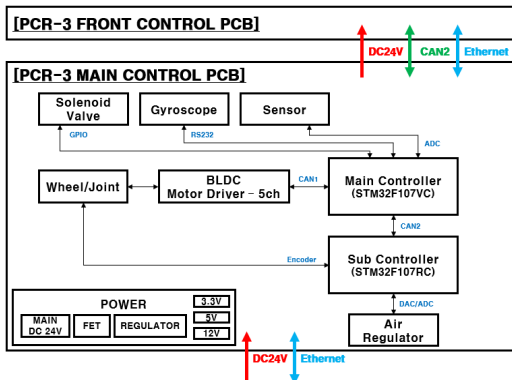 [PCR-3 FRONT CONTROL PCB]
DC24V
CAN2
Ethernet
[PCR-3 MAIN CONTROL PCB]
Solenoid
Valve
Gyroscope
Sensor
GPIO
RS232
ADC
Wheel/Joint
BLDC
Motor Driver - 5ch
CAN1
Main Controller
(STM32F107VC)
CAN2
Encoder
Sub Controller
(STM32F107RC)
DAC/ADC
Air
Regulator
POWER
MAIN
DC 24V
FET
REGULATOR
3.3V
5V
12V
DC24V
Ethernet